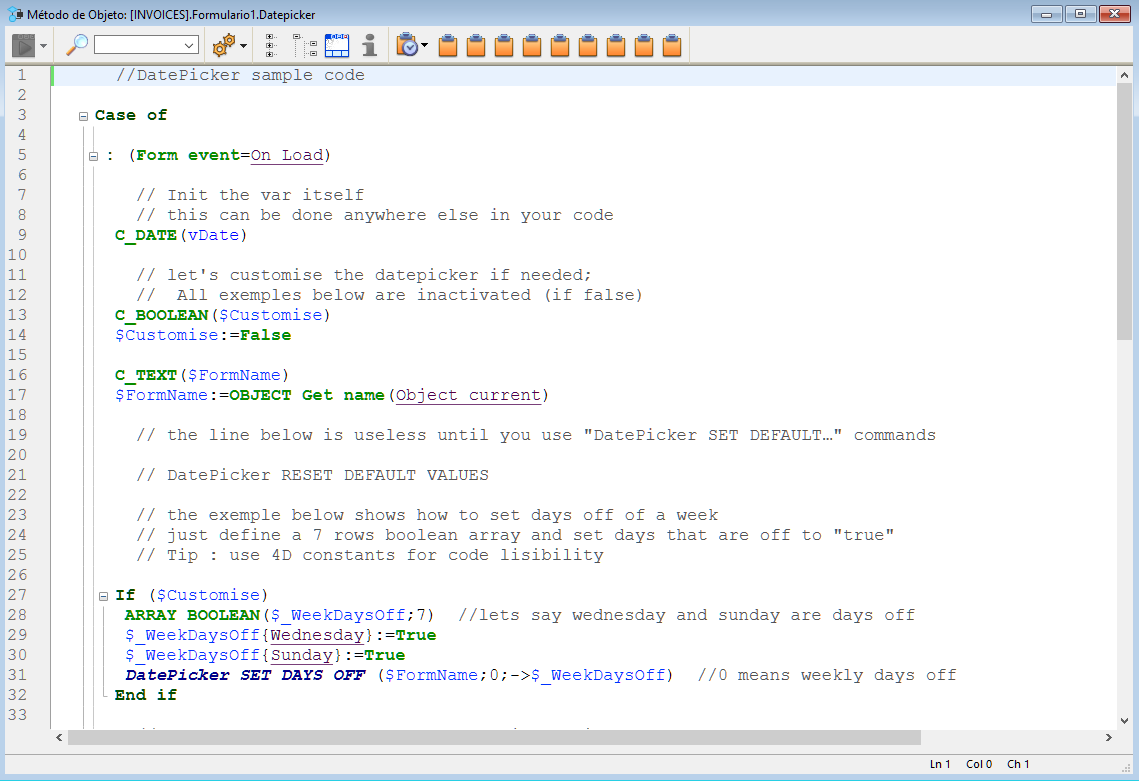 Método de Objeto: [INVOICES].Formulario1.Datepicker
1 //DatePicker sample code
2
3 Case of
4
5 : (Form event=On Load)
6
7 // Init the var itself
8 // this can be done anywhere else in your code
9 C_DATE(vDate)
10
11 // let's customise the datepicker if needed;
12 //  All exemples below are inactivated (if false)
13 C_BOOLEAN($Customise)
14 $Customise:=False
15
16 C_TEXT($FormName)
17 $FormName:=OBJECT Get name(Object current)
18
19 // the line below is useless until you use "DatePicker SET DEFAULT…" commands
20
21 // DatePicker RESET DEFAULT VALUES
22
23 // the exemple below shows how to set days off of a week
24 // just define a 7 rows boolean array and set days that are off to "true"
25 // Tip : use 4D constants for code lisibility
26
27 If ($Customise)
28 ARRAY BOOLEAN($_WeekDaysOff;7)  //lets say wednesday and sunday are days off
29 $_WeekDaysOff{Wednesday}:=True
30 $_WeekDaysOff{Sunday}:=True
31 DatePicker SET DAYS OFF ($FormName;0;->$_WeekDaysOff)  //0 means weekly days off
32 End if
33
Ln 1 Col 0 Ch 1